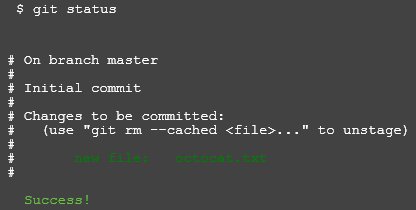 $ git status
# On branch master
#
# Initial commit
#
# Changes to be committed:
#   (use "git rm --cached <file>..." to unstage)
#
#       new file:   octocat.txt
#
Success!